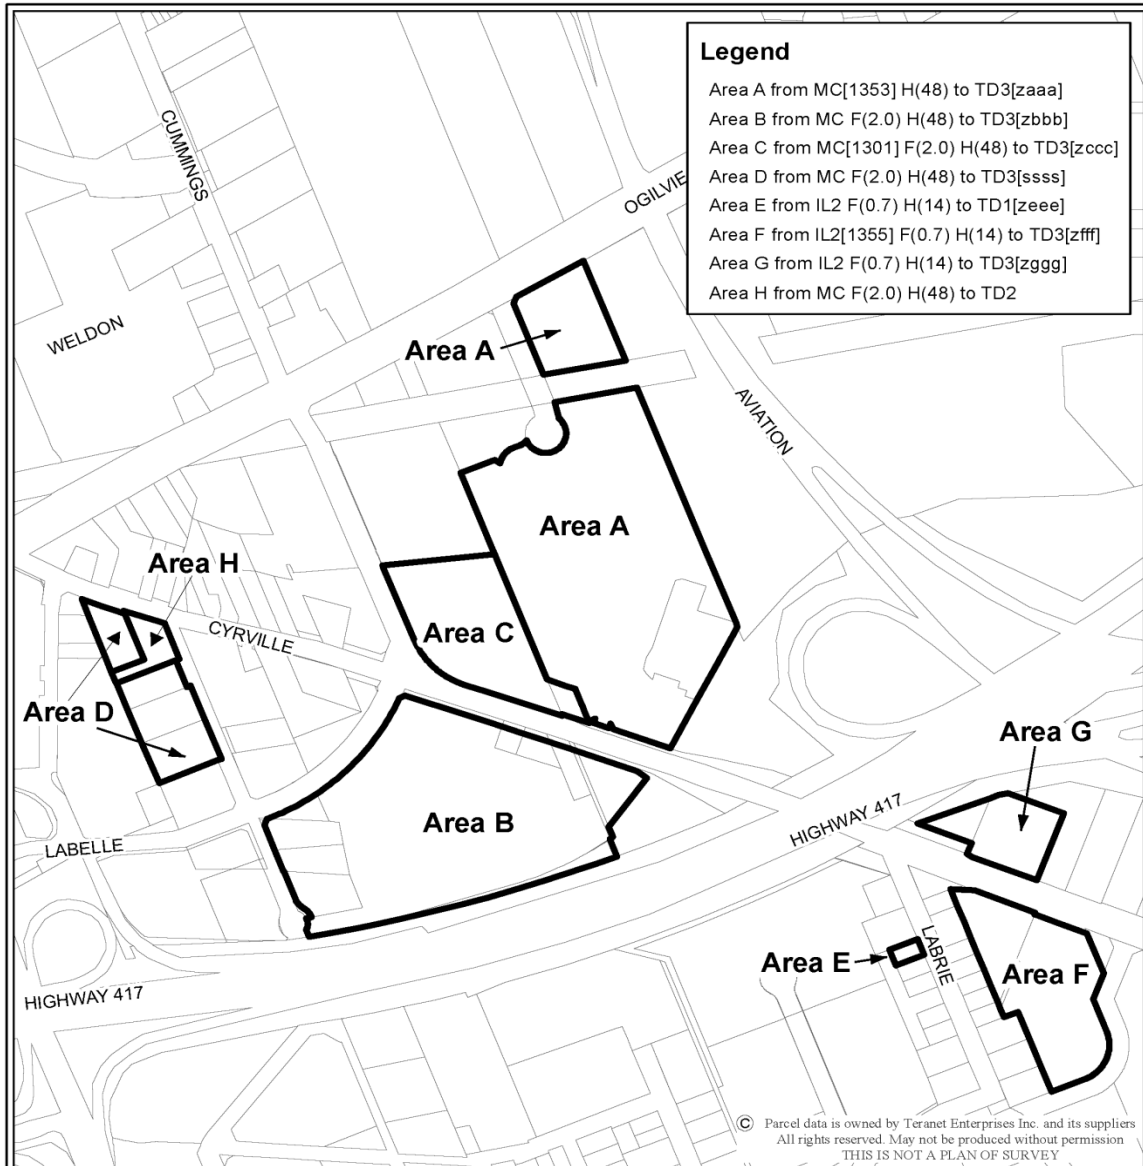 Legend
Area A from MC[1353] H(48) to TD3[zaaa]
Area B from MC F(2.0) H(48) to TD3[zbbb]
Area C from MC[1301] F(2.0) H(48) to TD3[zccc]
Area D from MC F(2.0) H(48) to TD3[ssss]
Area E from IL2 F(0.7) H(14) to TD1[zeee]
Area F from IL2[1355] F(0.7) H(14) to TD3[zfff]
Area G from IL2 F(0.7) H(14) to TD3[zggg]
Area H from MC F(2.0) H(48) to TD2
CUMMINGS
OGILVIE
WELDON
Area A
AVIATION
Area A
Area H
CYRVILLE
Area C
Area D
Area G
Area B
HIGHWAY 417
LABELLE
LABRIE
Area E
Area F
HIGHWAY 417
© Parcel data is owned by Teranet Enterprises Inc. and its suppliers
All rights reserved. May not be produced without permission
THIS IS NOT A PLAN OF SURVEY